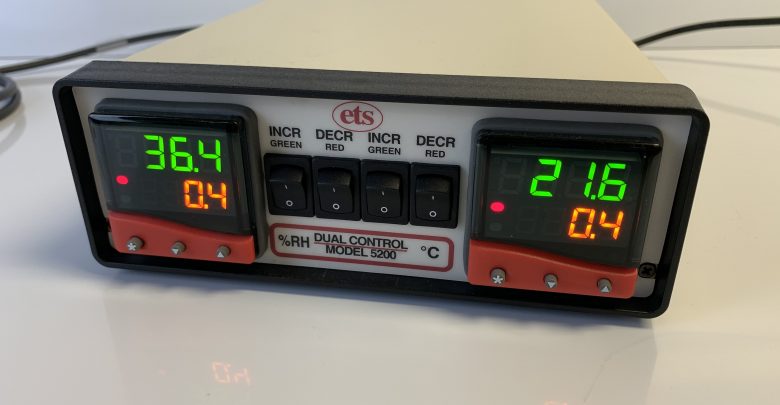 ets
INCR DECR INCR DECR
GREEN RED GREEN RED
36.4
0.4
21.6
0.4
I I I I
O O O O
%RH DUAL CONTROL °C
MODEL 5200